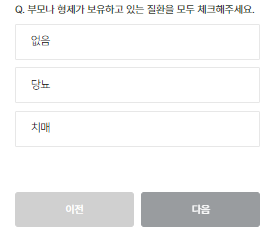 Q. 부모나 형제가 보유하고 있는 질환을 모두 체크해주세요.
없음
당뇨
치매
이전
다음